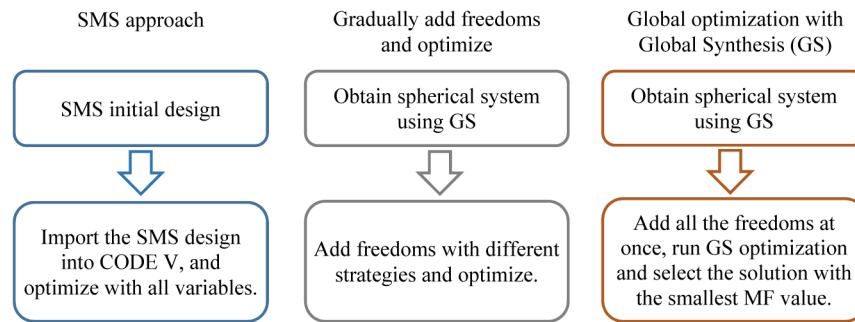 SMS approach
Gradually add freedoms
and optimize
Global optimization with
Global Synthesis (GS)
SMS initial design
Obtain spherical system
using GS
Obtain spherical system
using GS
Import the SMS design
into CODE V, and
optimize with all variables.
Add freedoms with different
strategies and optimize.
Add all the freedoms at
once, run GS optimization
and select the solution with
the smallest MF value.